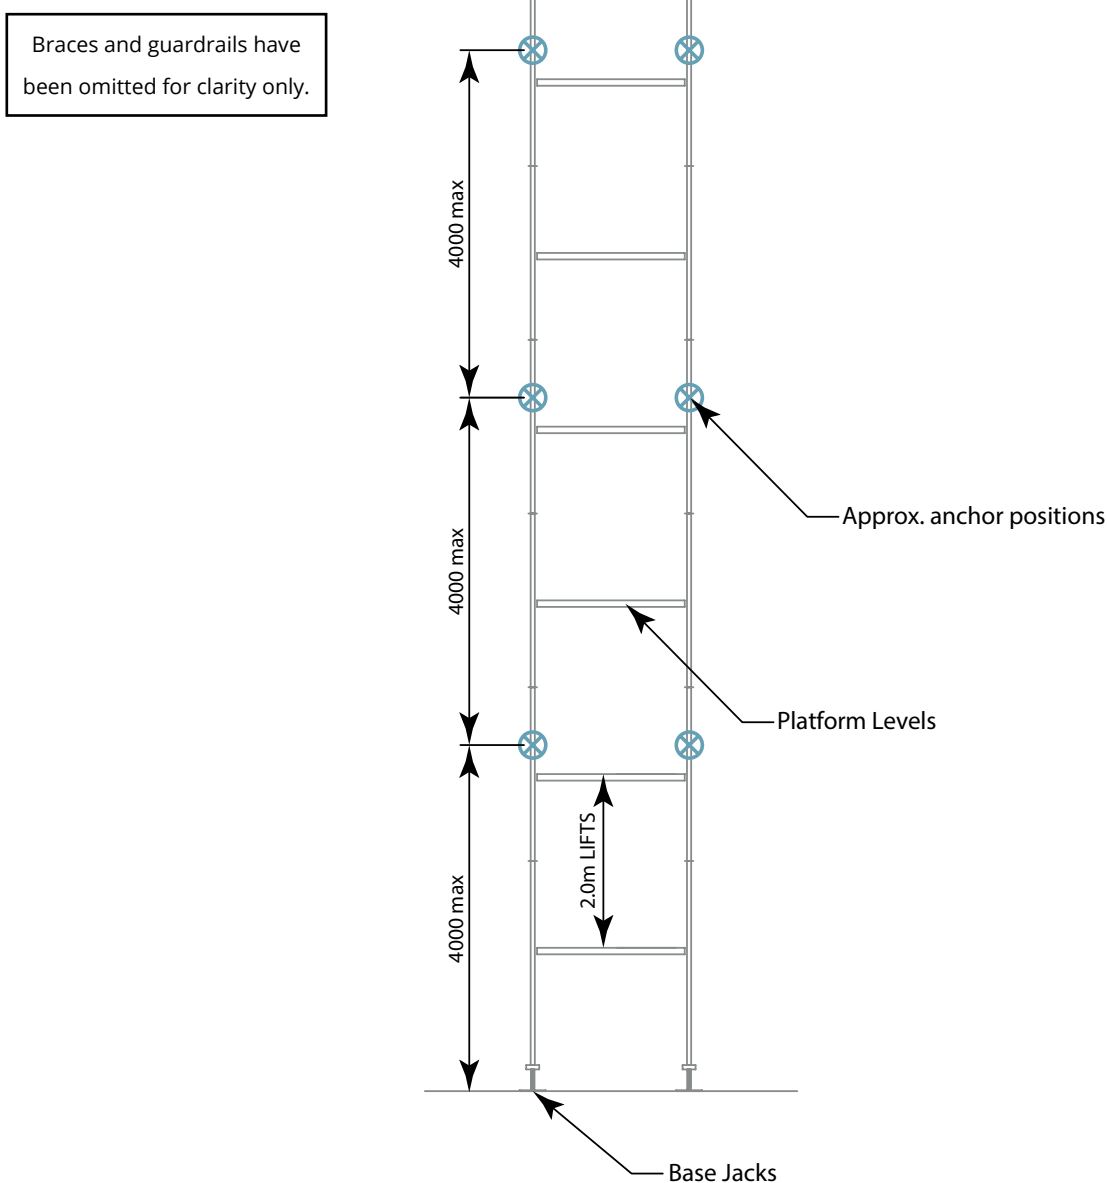 Braces and guardrails have
been omitted for clarity only.
4000 max
4000 max
Approx. anchor positions
Platform Levels
2.0m LIFTS
4000 max
Base Jacks